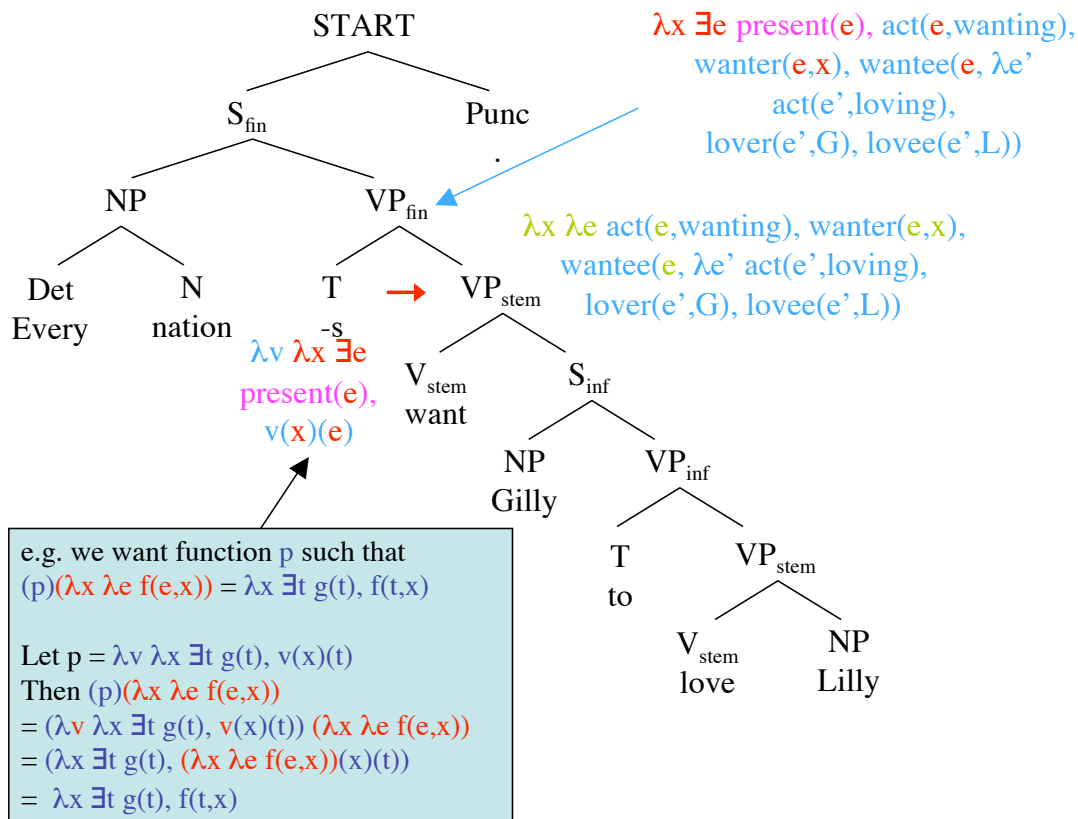 START
λx ∃e present(e), act(e,wanting),
wanter(e,x), wantee(e, λe’
act(e’,loving),
lover(e’,G), lovee(e’,L))
Sfin
Punc
.
NP
VPfin
λx λe act(e,wanting), wanter(e,x),
wantee(e, λe’ act(e’,loving),
lover(e’,G), lovee(e’,L))
Det
Every
N
nation
T
-s
VPstem
λv λx ∃e
present(e),
v(x)(e)
Vstem
want
Sinf
NP
Gilly
VPinf
T
to
VPstem
Vstem
love
NP
Lilly
e.g. we want function p such that
(p)(λx λe f(e,x)) = λx ∃t g(t), f(t,x)
Let p = λv λx ∃t g(t), v(x)(t)
Then (p)(λx λe f(e,x))
= (λv λx ∃t g(t), v(x)(t)) (λx λe f(e,x))
= (λx ∃t g(t), (λx λe f(e,x))(x)(t))
= λx ∃t g(t), f(t,x)